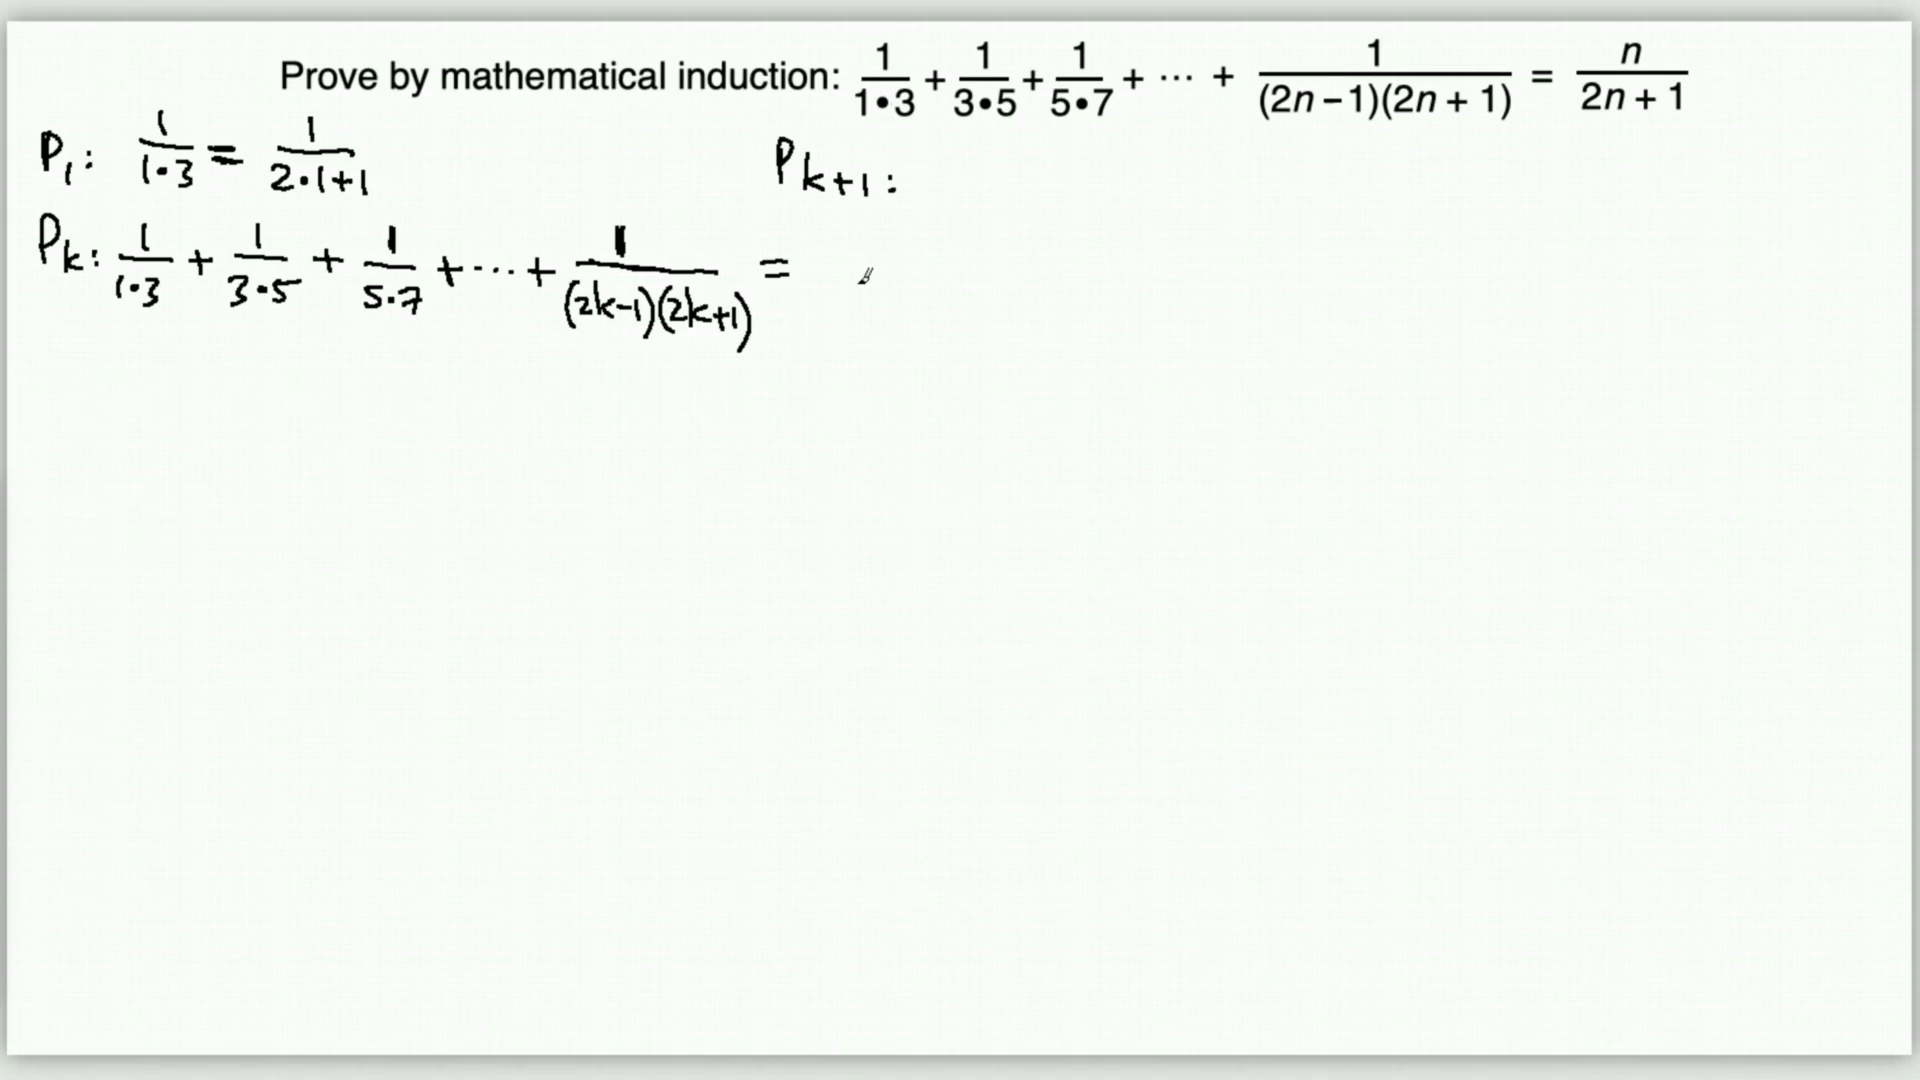 Prove by mathematical induction: 1/(1•3) + 1/(3•5) + 1/(5•7) + ⋯ + 1/((2n−1)(2n+1)) = n/(2n+1)
P₁: 1/(1·3) = 1/(2·1+1)
Pₖ₊₁:
Pₖ: 1/(1·3) + 1/(3·5) + 1/(5·7) + ⋯ + 1/((2k−1)(2k+1)) =